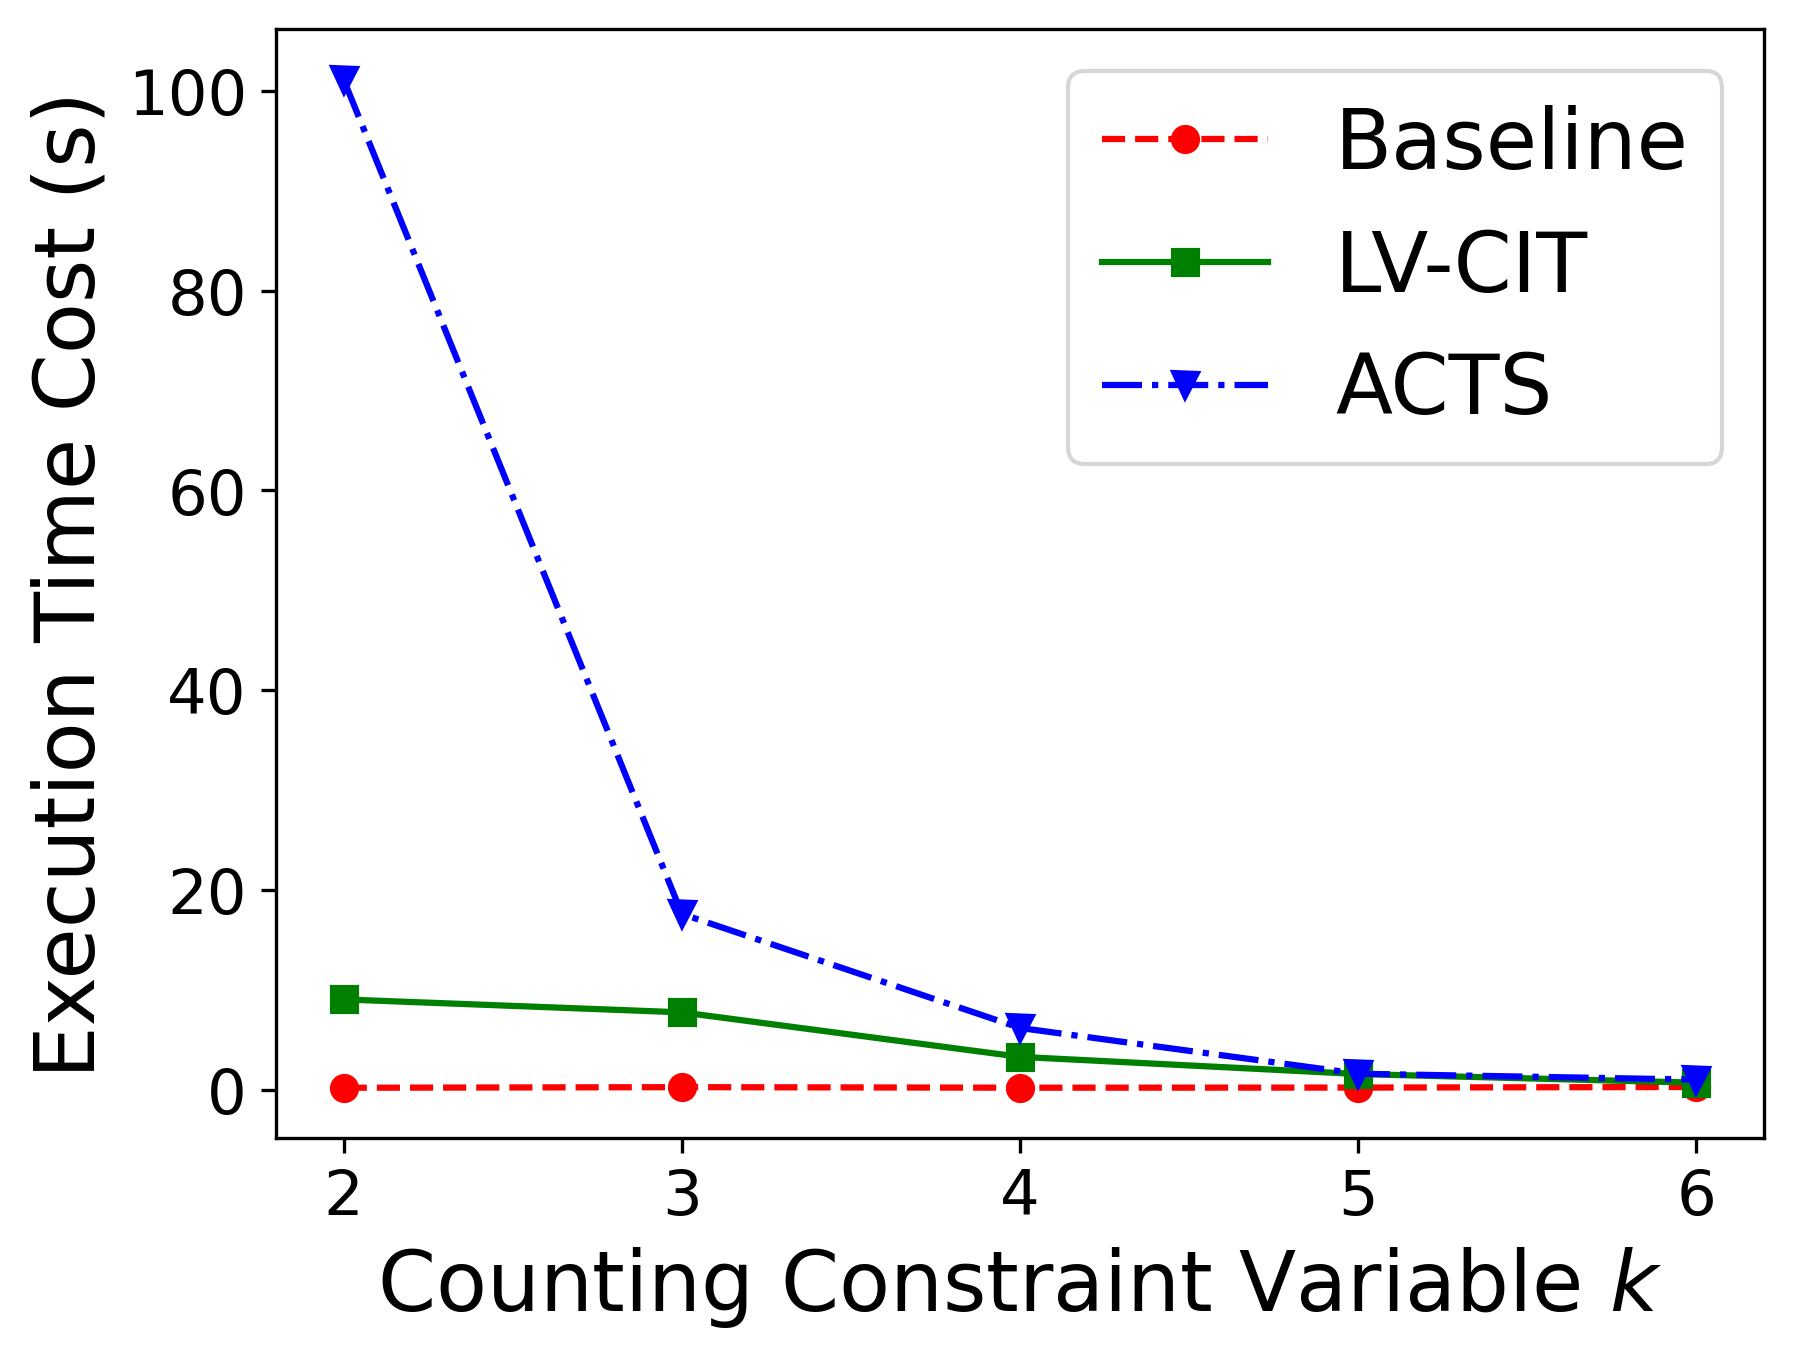 Execution Time Cost (s)
100
80
60
40
20
0
Baseline
LV-CIT
ACTS
2 3 4 5 6
Counting Constraint Variable k